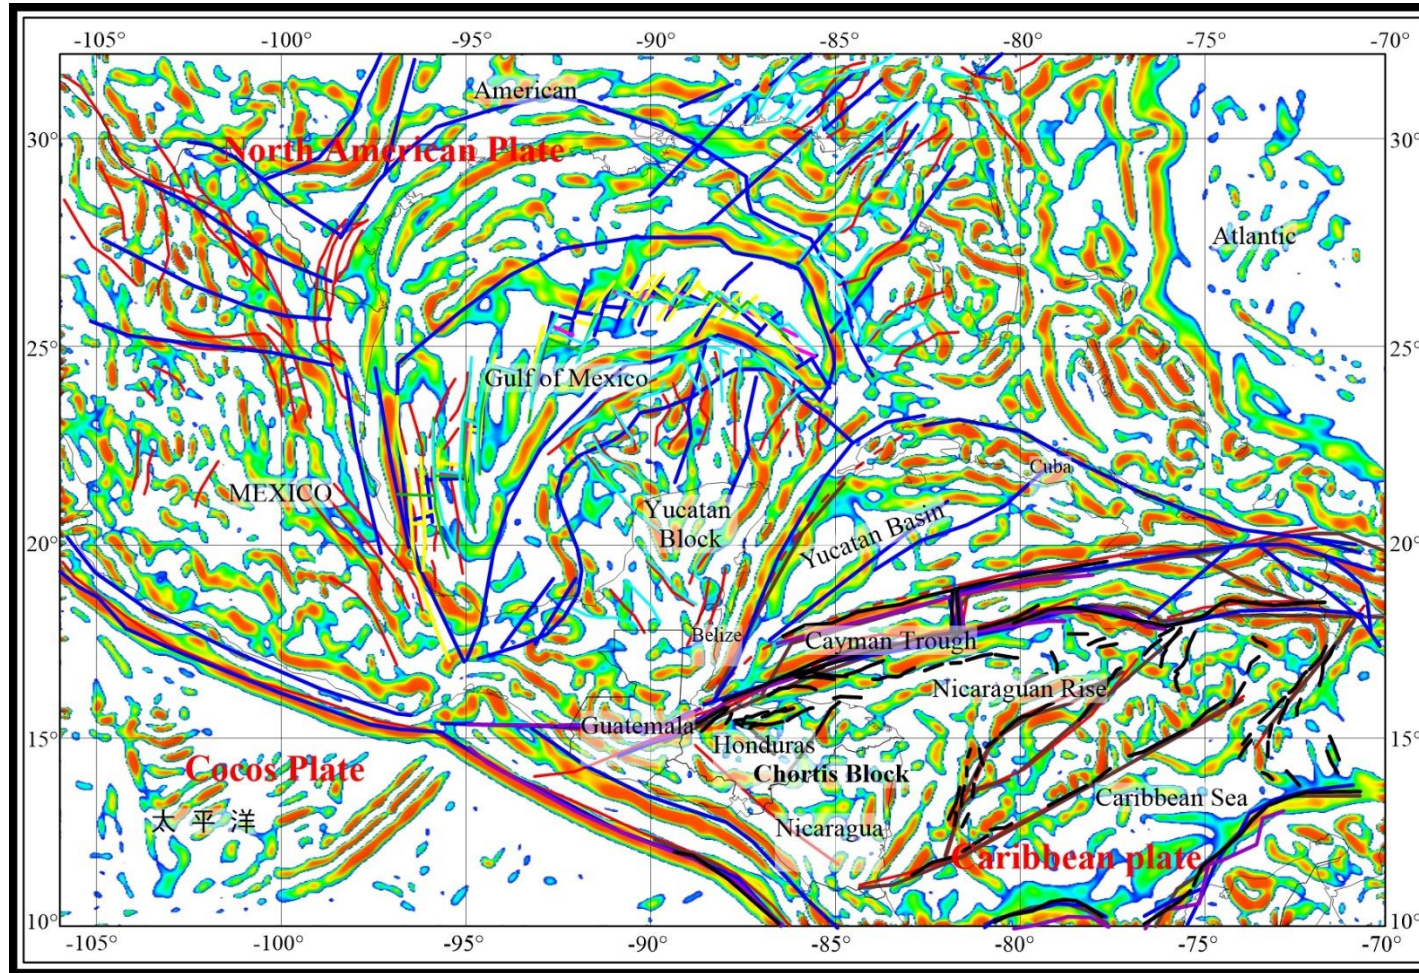 -105° -100° -95° -90° -85° -80° -75° -70°
American
30°
North American Plate
30°
Atlantic
25°
25°
Gulf of Mexico
Cuba
MEXICO
Yucatan
Block
Yucatan Basin
20°
20°
Belize
Cayman Trough
Nicaraguan Rise
Guatemala
15°
Honduras
15°
Cocos Plate
Chortis Block
Caribbean Sea
太 平 洋
Nicaragua
Caribbean plate
10°
10°
-105° -100° -95° -90° -85° -80° -75° -70°